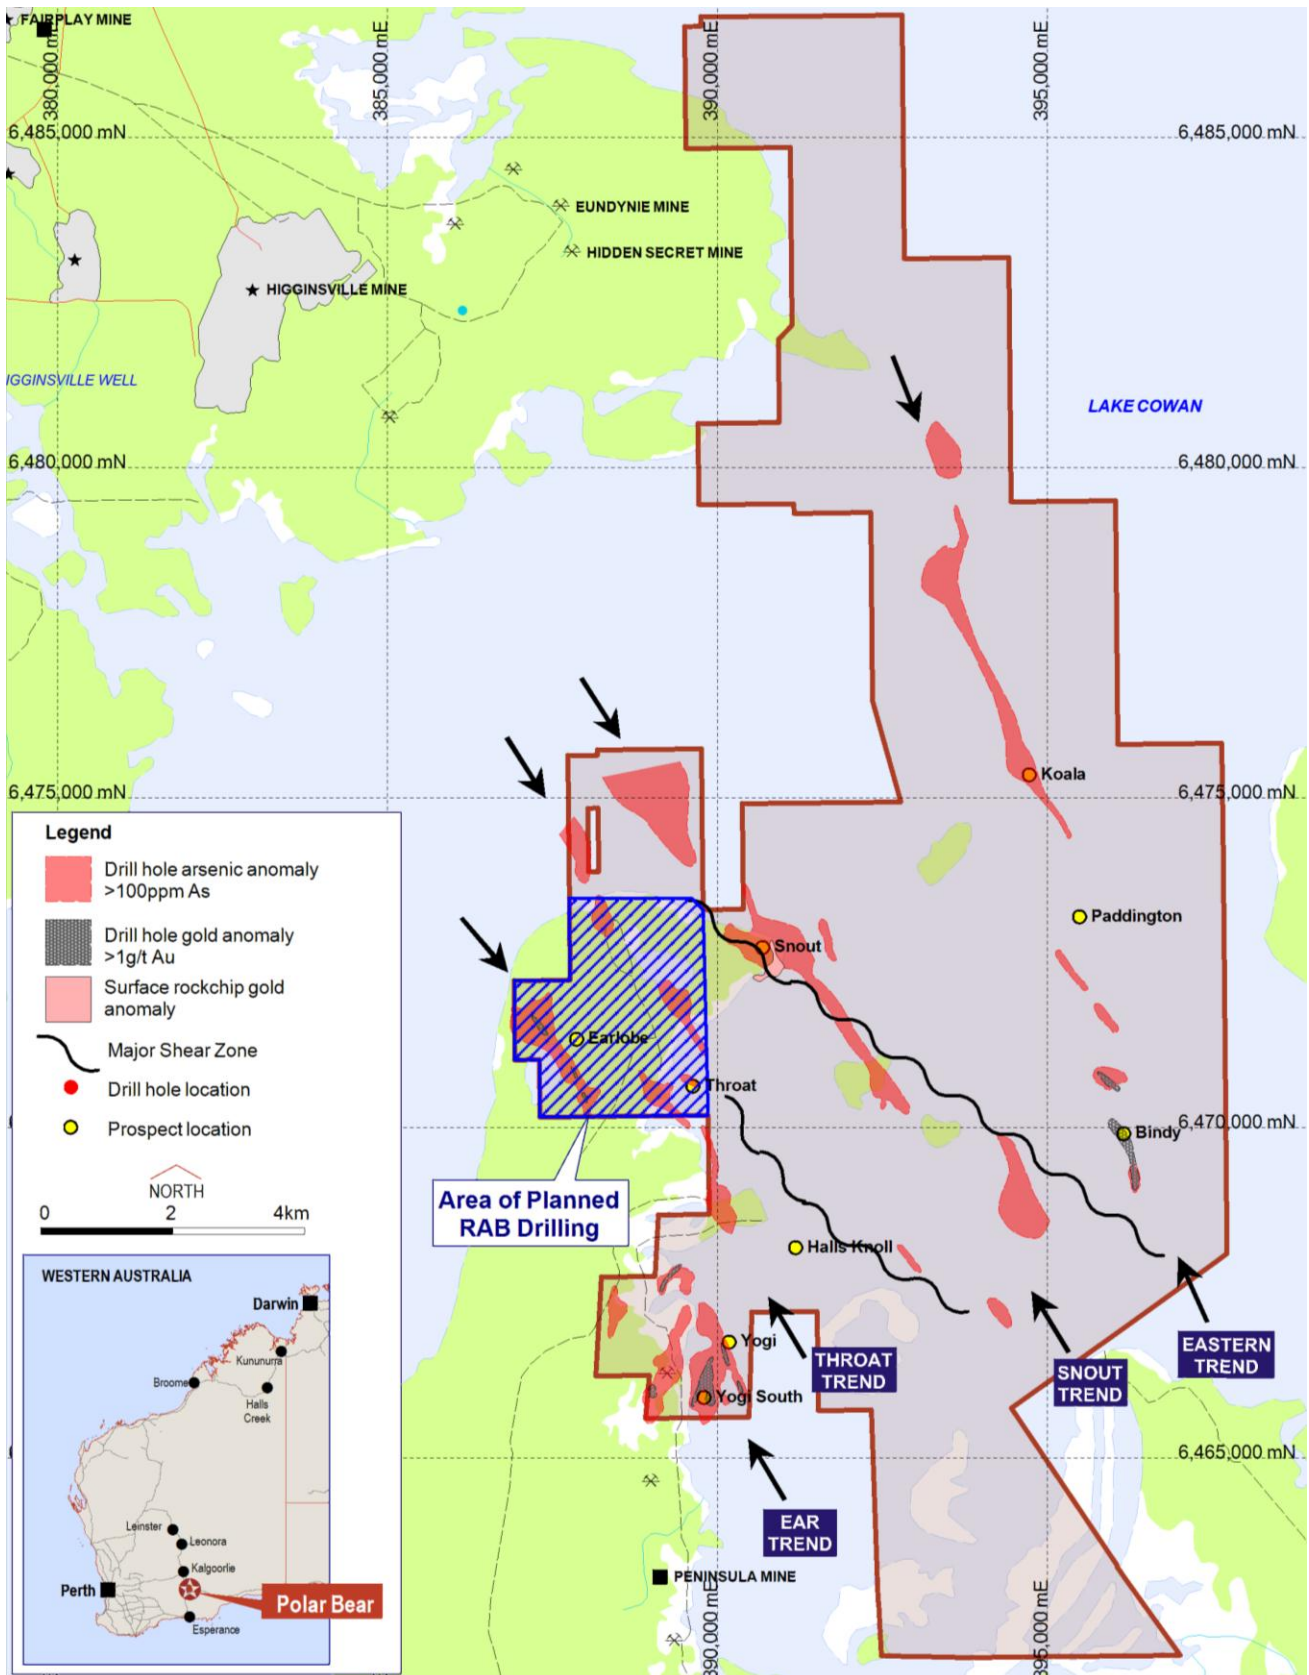 FAIRPLAY MINE
380,000 mE
385,000 mE
390,000 mE
395,000 mE
6,485,000 mN
6,485,000 mN
EUNDYNIE MINE
HIDDEN SECRET MINE
HIGGINSVILLE MINE
IGGINSVILLE WELL
LAKE COWAN
6,480,000 mN
6,480,000 mN
Koala
6,475,000 mN
Paddington
Snout
Earlobe
Throat
6,470,000 mN
Bindy
Area of Planned
RAB Drilling
Halls Knoll
Yogi
Yogi South
THROAT
TREND
SNOUT
TREND
EASTERN
TREND
6,465,000 mN
EAR
TREND
PENINSULA MINE
390,000 mE
395,000 mE
Legend
Drill hole arsenic anomaly
>100ppm As
Drill hole gold anomaly
>1g/t Au
Surface rockchip gold
anomaly
Major Shear Zone
Drill hole location
Prospect location
NORTH
0 2 4km
WESTERN AUSTRALIA
Darwin
Kununurra
Broome
Halls
Creek
Leinster
Leonora
Kalgoorlie
Perth
Polar Bear
Esperance